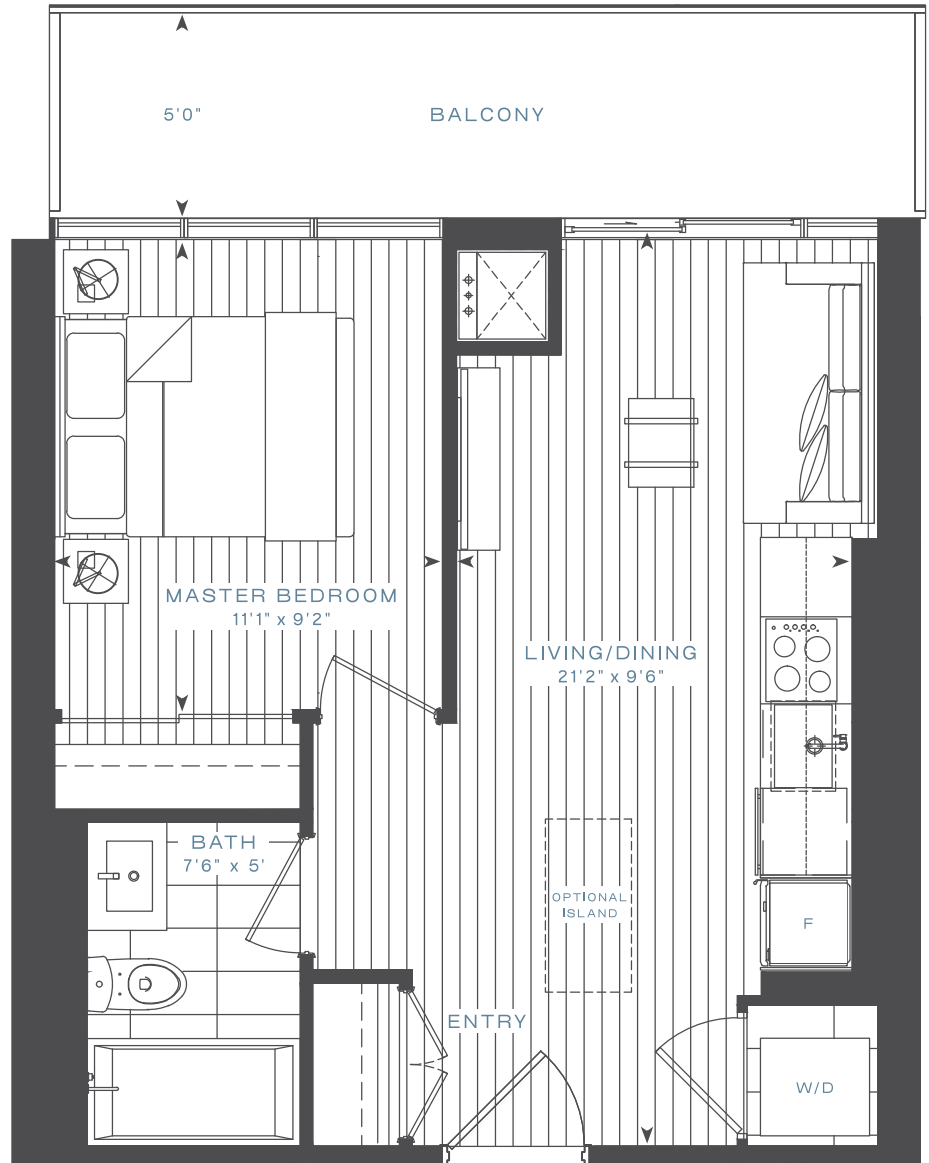 5'0"
BALCONY
MASTER BEDROOM
11'1" x 9'2"
LIVING/DINING
21'2" x 9'6"
BATH
7'6" x 5'
OPTIONAL
ISLAND
F
ENTRY
W/D